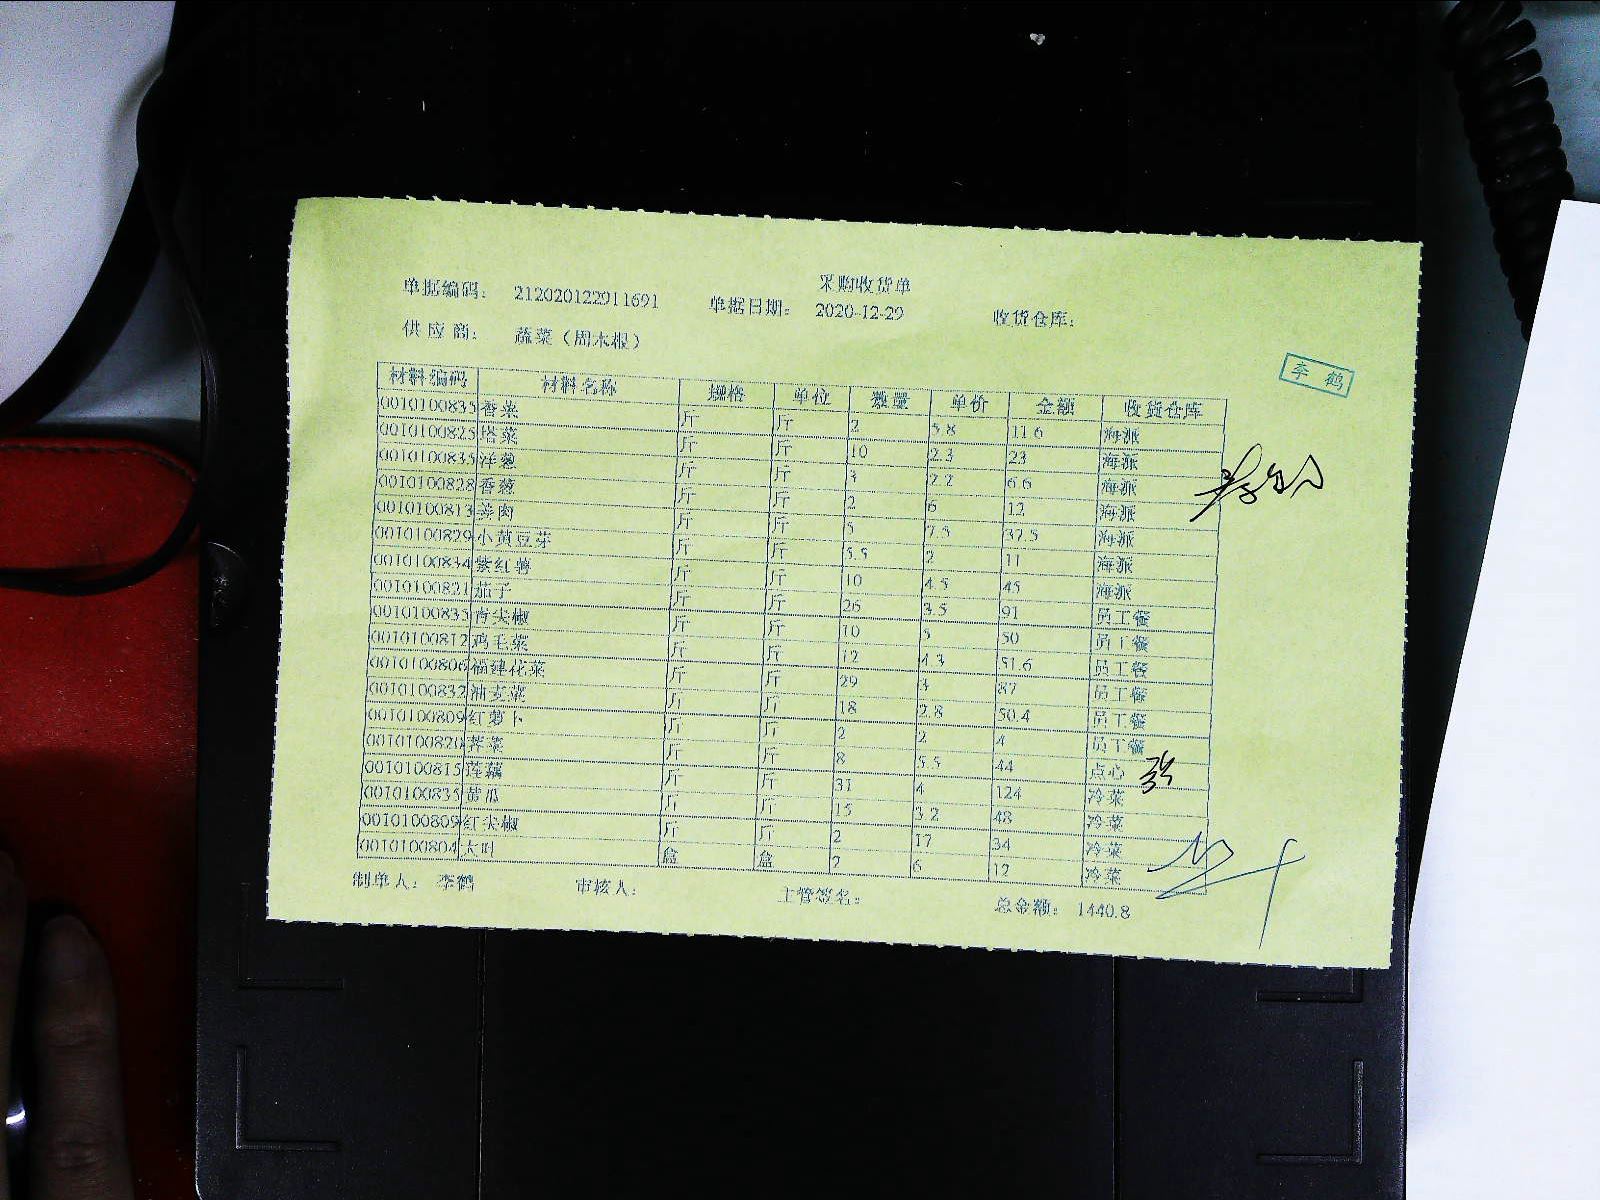 采购收货单
单据编码： 212020122911691 单据日期： 2020-12-29 收货仓库：
供 应 商： 蔬菜（周木根）
李 鹤
材料编码 材料名称 规格 单位 数量 单价 金额 收货仓库
0010100835 香菜 斤 斤 2 5.8 11.6 海派
0010100825 塔菜 斤 斤 10 2.3 23 海派
0010100835 洋葱 斤 斤 3 2.2 6.6 海派
0010100828 香葱 斤 斤 2 6 12 海派
0010100813 姜肉 斤 斤 5 7.5 37.5 海派
0010100829 小黄豆芽 斤 斤 5.5 2 11 海派
0010100834 紫红薯 斤 斤 10 4.5 45 海派
0010100821 茄子 斤 斤 26 3.5 91 员工餐
0010100835 青尖椒 斤 斤 10 5 50 员工餐
0010100812 鸡毛菜 斤 斤 12 4.3 51.6 员工餐
0010100806 福建花菜 斤 斤 29 3 87 员工餐
0010100832 油麦菜 斤 斤 18 2.8 50.4 员工餐
0010100809 红萝卜 斤 斤 2 2 4 员工餐
0010100820 荠菜 斤 斤 8 5.5 44 点心
0010100815 莲藕 斤 斤 31 4 124 冷菜
0010100835 黄瓜 斤 斤 15 3.2 48 冷菜
0010100809 红尖椒 斤 斤 2 17 34 冷菜
0010100804 大叶 盒 盒 2 6 12 冷菜
制单人： 李鹤 审核人： 主管签名： 总金额： 1440.8